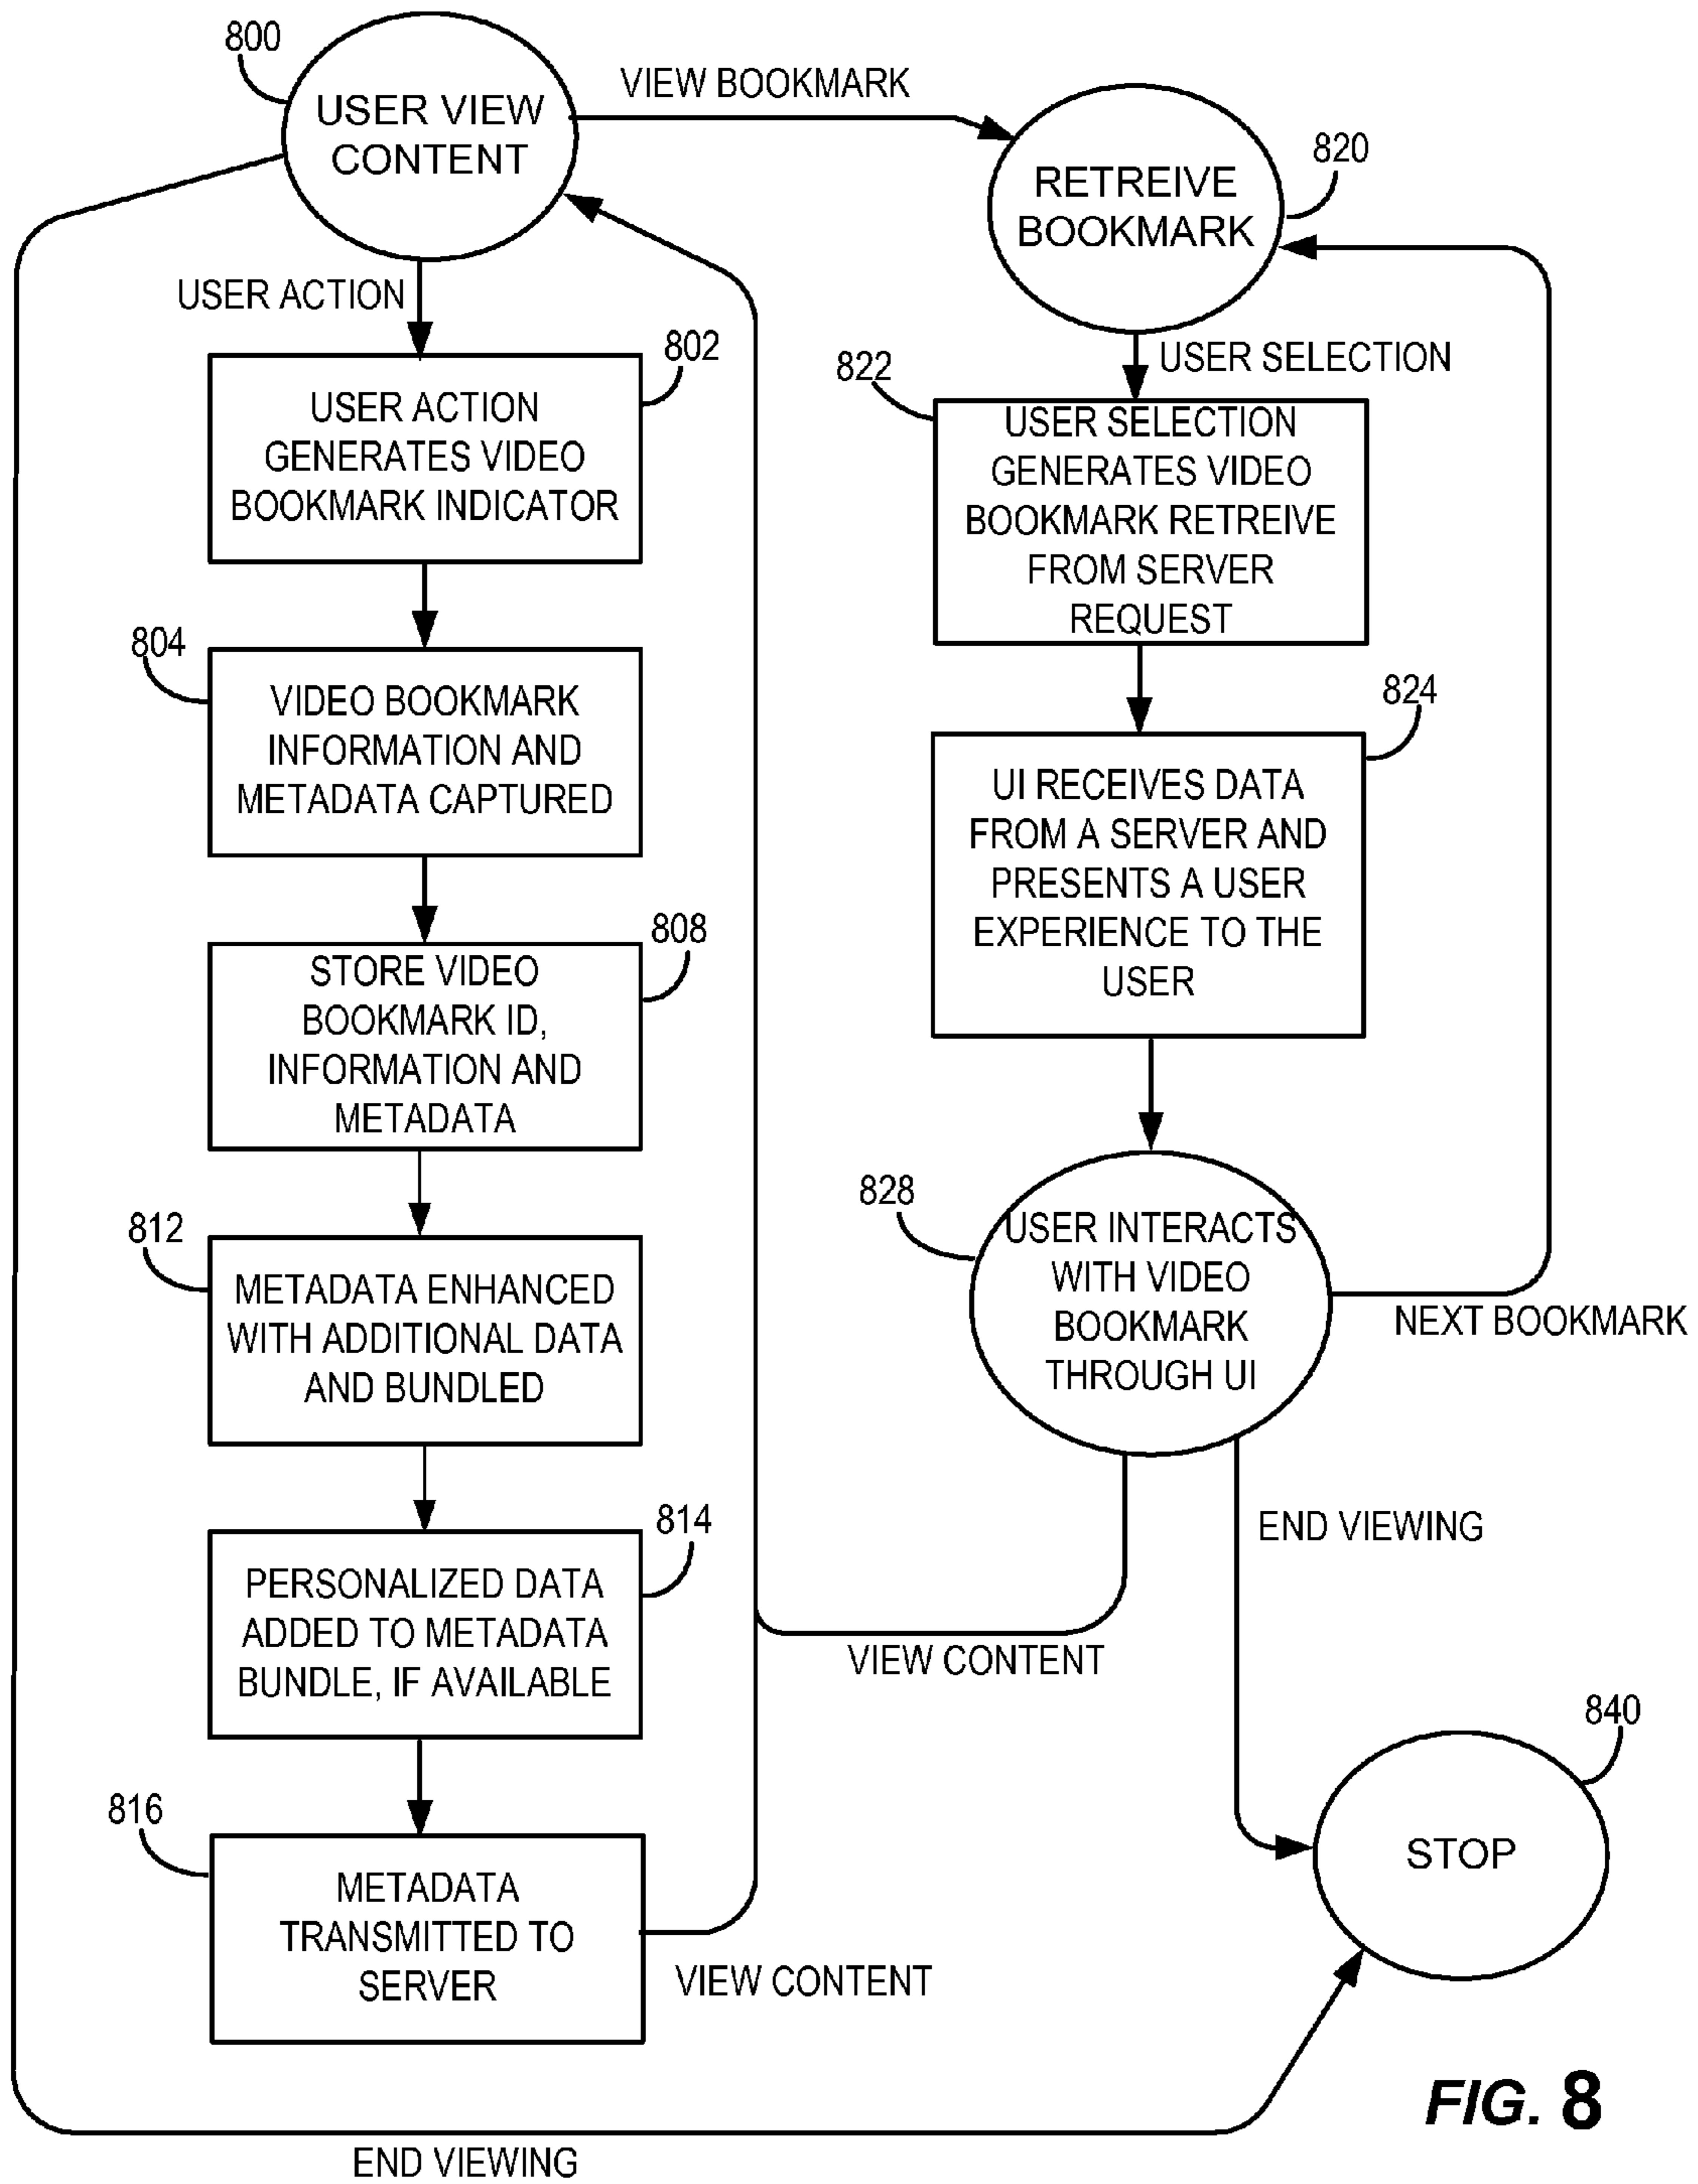 800
USER VIEW
CONTENT
VIEW BOOKMARK
820
RETREIVE
BOOKMARK
USER ACTION
802
USER ACTION
GENERATES VIDEO
BOOKMARK INDICATOR
USER SELECTION
822
USER SELECTION
GENERATES VIDEO
BOOKMARK RETREIVE
FROM SERVER
REQUEST
804
VIDEO BOOKMARK
INFORMATION AND
METADATA CAPTURED
824
UI RECEIVES DATA
FROM A SERVER AND
PRESENTS A USER
EXPERIENCE TO THE
USER
808
STORE VIDEO
BOOKMARK ID,
INFORMATION AND
METADATA
812
METADATA ENHANCED
WITH ADDITIONAL DATA
AND BUNDLED
828
USER INTERACTS
WITH VIDEO
BOOKMARK
THROUGH UI
NEXT BOOKMARK
814
PERSONALIZED DATA
ADDED TO METADATA
BUNDLE, IF AVAILABLE
END VIEWING
VIEW CONTENT
816
METADATA
TRANSMITTED TO
SERVER
VIEW CONTENT
840
STOP
END VIEWING
FIG. 8